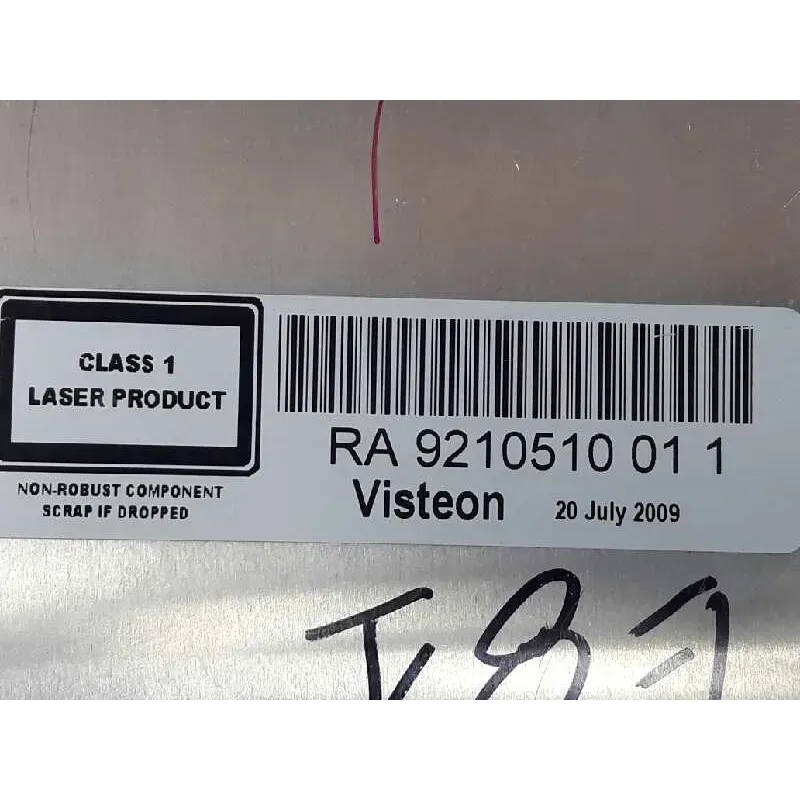 CLASS 1
LASER PRODUCT
NON-ROBUST COMPONENT
SCRAP IF DROPPED
RA 9210510 01 1
Visteon 20 July 2009